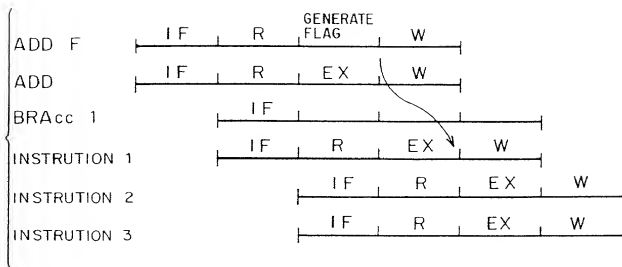 GENERATE
FLAG
ADD F IF R W
ADD IF R EX W
BRAcc 1 IF
INSTRUTION 1 IF R EX W
INSTRUTION 2 IF R EX W
INSTRUTION 3 IF R EX W